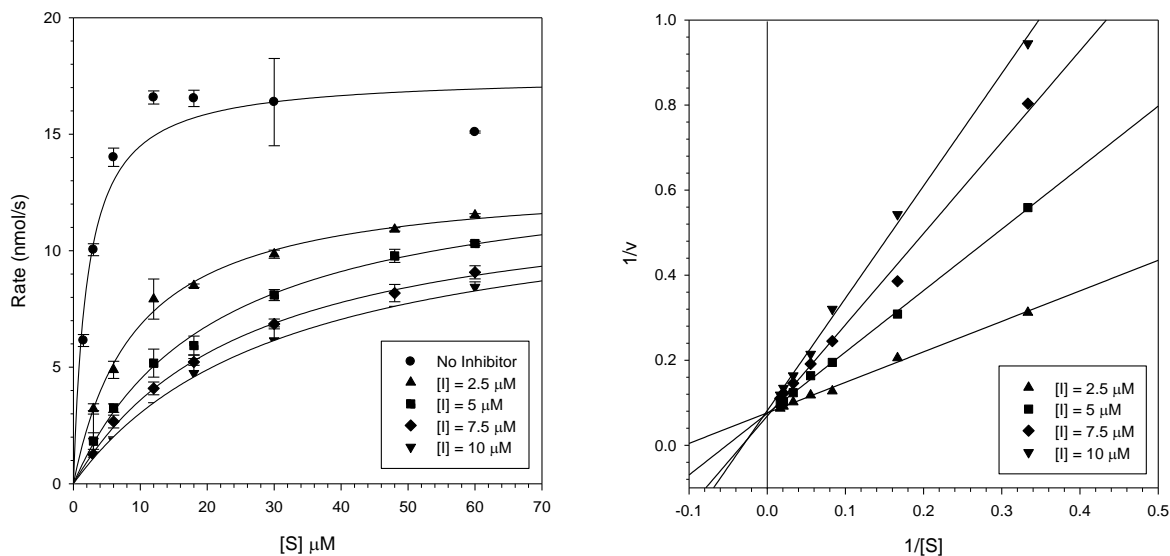 20
15
10
5
0
Rate (nmol/s)
0 10 20 30 40 50 60 70
[S] μM
No Inhibitor
[I] = 2.5 μM
[I] = 5 μM
[I] = 7.5 μM
[I] = 10 μM
1.0
0.8
0.6
0.4
0.2
0.0
1/v
-0.1 0.0 0.1 0.2 0.3 0.4 0.5
1/[S]
[I] = 2.5 μM
[I] = 5 μM
[I] = 7.5 μM
[I] = 10 μM